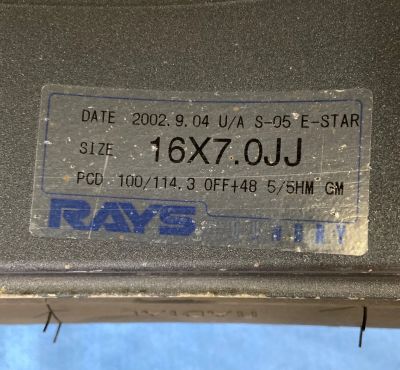 DATE 2002.9.04 U/A S-05 E-STAR
SIZE 16X7.0JJ
PCD 100/114.3 OFF+48 5/5HM GM
RAYS